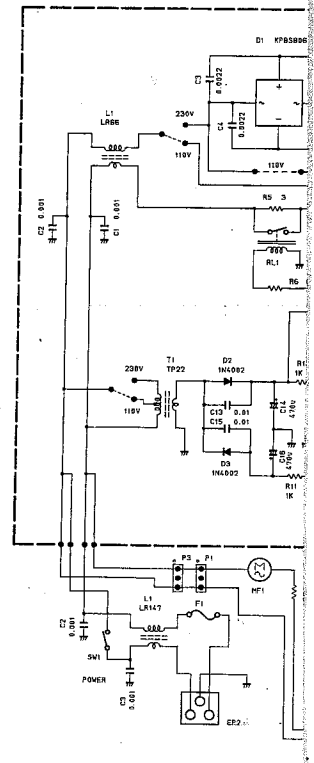 D1 KPBS806
C3
0.0022
C4
0.0022
L1
LR66
230V
110V
110V
R5 3
RL1
R6
C2 0.001
C1 0.001
T1
TP22
230V
110V
D2
1N4002
C13 0.01
C15 0.01
D3
1N4002
C14
470u
C16
470u
R1
1K
R11
1K
P3
P1
MF1
L1
LR147
F1
C2
0.001
SW1
POWER
C3
0.001